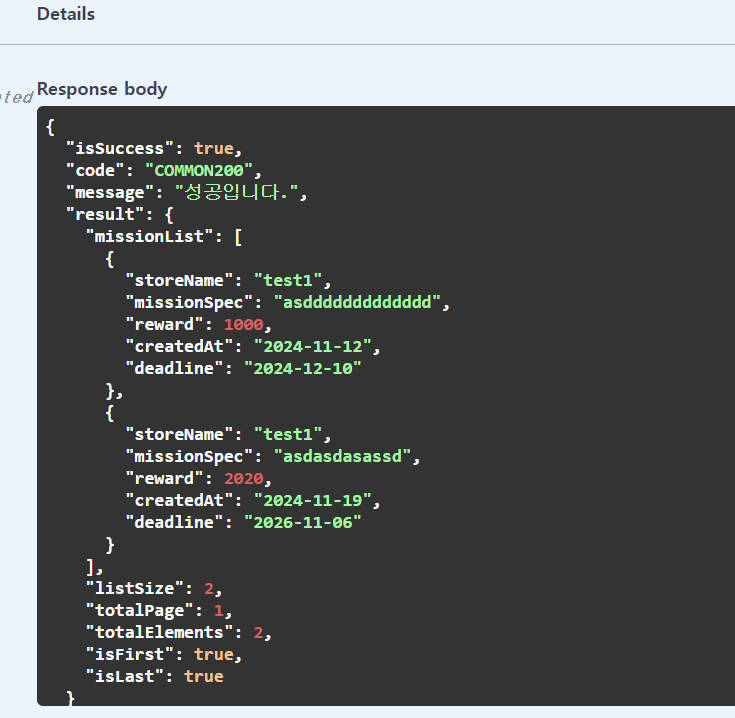 Details
Response body
{
  "isSuccess": true,
  "code": "COMMON200",
  "message": "성공입니다.",
  "result": {
    "missionList": [
      {
        "storeName": "test1",
        "missionSpec": "asddddddddddddd",
        "reward": 1000,
        "createdAt": "2024-11-12",
        "deadline": "2024-12-10"
      },
      {
        "storeName": "test1",
        "missionSpec": "asdasdasassd",
        "reward": 2020,
        "createdAt": "2024-11-19",
        "deadline": "2026-11-06"
      }
    ],
    "listSize": 2,
    "totalPage": 1,
    "totalElements": 2,
    "isFirst": true,
    "isLast": true
  }